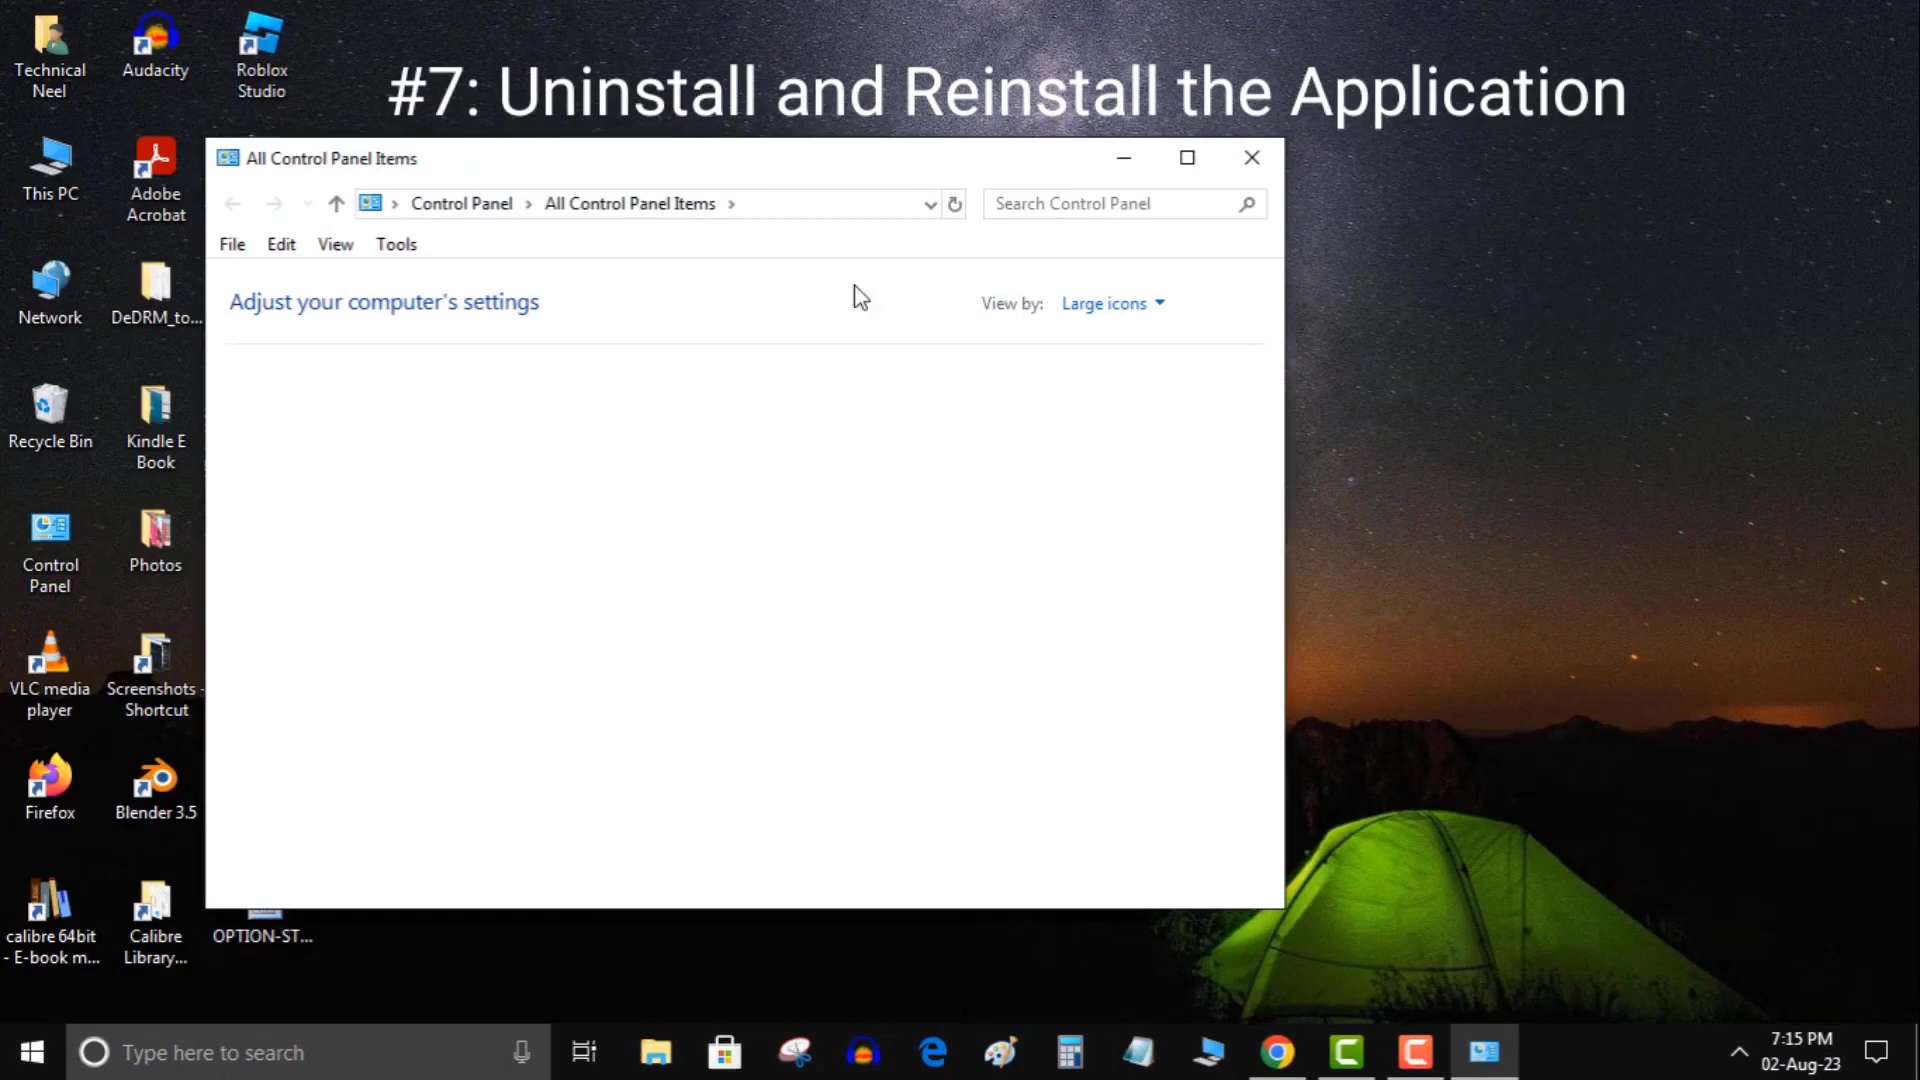 #7: Uninstall and Reinstall the Application
Technical
Neel
Audacity
Roblox
Studio
This PC
Adobe
Acrobat
Network
DeDRM_to...
Recycle Bin
Kindle E
Book
Control
Panel
Photos
VLC media
player
Screenshots -
Shortcut
Firefox
Blender 3.5
calibre 64bit
- E-book m...
Calibre
Library...
OPTION-ST...
All Control Panel Items
Control Panel > All Control Panel Items >
Search Control Panel
File Edit View Tools
Adjust your computer's settings
View by: Large icons
Type here to search
7:15 PM
02-Aug-23